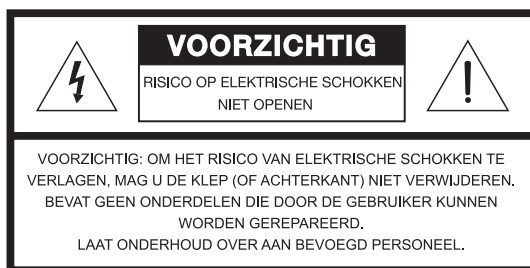 VOORZICHTIG
RISICO OP ELEKTRISCHE SCHOKKEN
NIET OPENEN
VOORZICHTIG: OM HET RISICO VAN ELEKTRISCHE SCHOKKEN TE
VERLAGEN, MAG U DE KLEP (OF ACHTERKANT) NIET VERWIJDEREN.
BEVAT GEEN ONDERDELEN DIE DOOR DE GEBRUIKER KUNNEN
WORDEN GEREPAREERD.
LAAT ONDERHOUD OVER AAN BEVOEGD PERSONEEL.